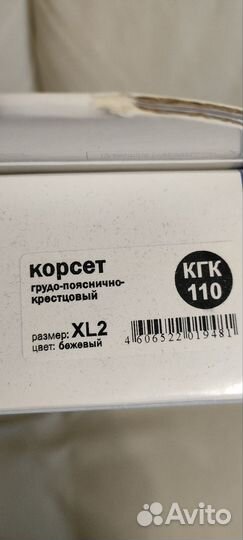 корсет
грудо-пояснично-
крестцовый
КГК
110
размер: XL2
цвет: бежевый
4 606522 019481
Avito